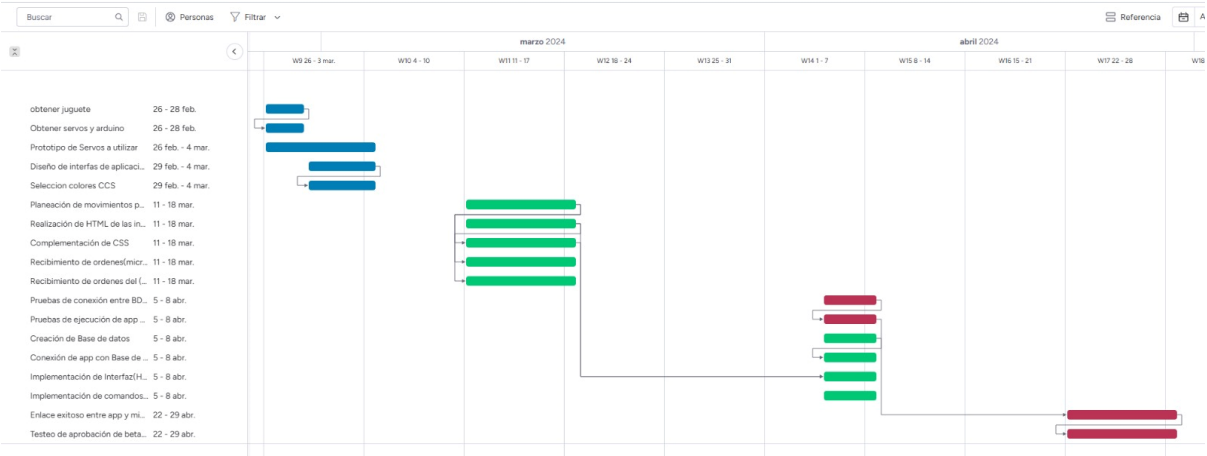 Buscar
Personas
Filtrar
Referencia
marzo 2024
abril 2024
W9 26 - 3 mar.
W10 4 - 10
W11 11 - 17
W12 18 - 24
W13 25 - 31
W14 1 - 7
W15 8 - 14
W16 15 - 21
W17 22 - 28
W18
obtener juguete 26 - 28 feb.
Obtener servos y arduino 26 - 28 feb.
Prototipo de Servos a utilizar 26 feb. - 4 mar.
Diseño de interfas de aplicaci... 29 feb. - 4 mar.
Seleccion colores CCS 29 feb. - 4 mar.
Planeación de movimientos p... 11 - 18 mar.
Realización de HTML de las in... 11 - 18 mar.
Complementación de CSS 11 - 18 mar.
Recibimiento de ordenes(micr... 11 - 18 mar.
Recibimiento de ordenes del (... 11 - 18 mar.
Pruebas de conexión entre BD... 5 - 8 abr.
Pruebas de ejecución de app ... 5 - 8 abr.
Creación de Base de datos 5 - 8 abr.
Conexión de app con Base de ... 5 - 8 abr.
Implementación de Interfaz(H... 5 - 8 abr.
Implementación de comandos... 5 - 8 abr.
Enlace exitoso entre app y mi... 22 - 29 abr.
Testeo de aprobación de beta... 22 - 29 abr.